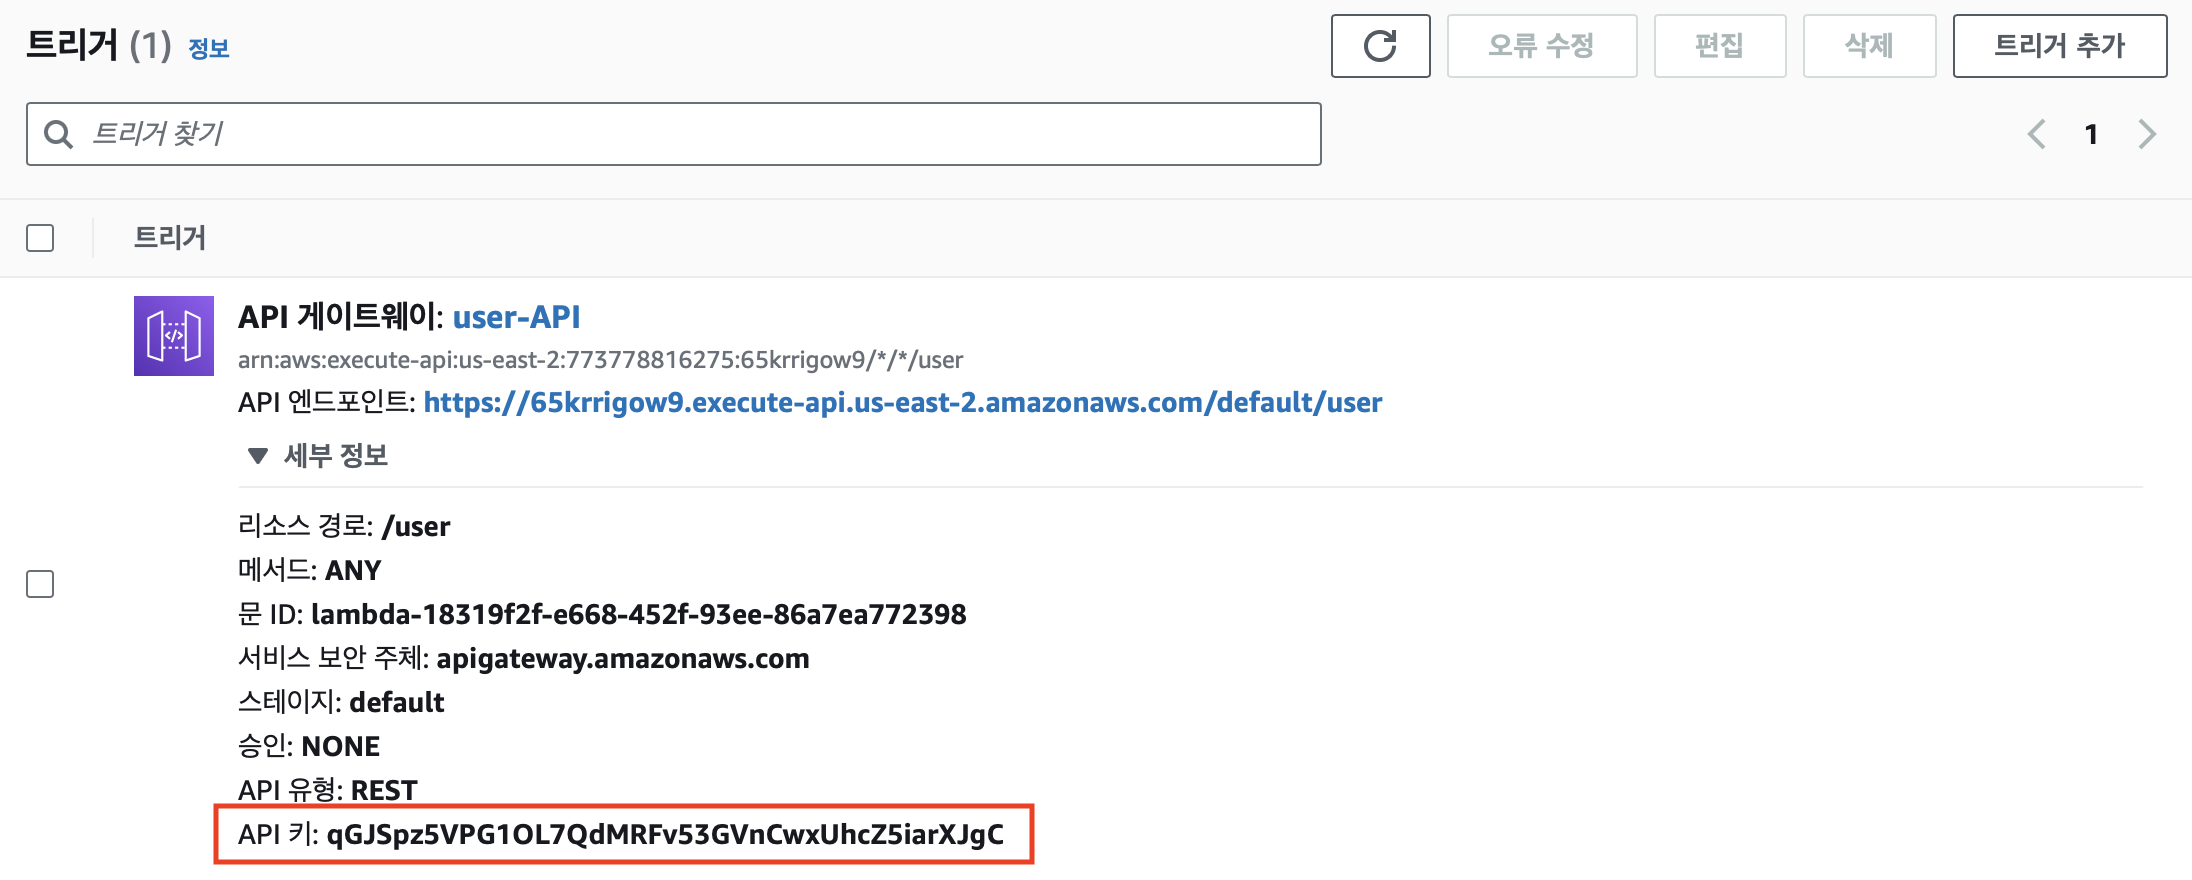 트리거 (1) 정보
오류 수정 편집 삭제 트리거 추가
트리거 찾기
1
트리거
API 게이트웨이: user-API
arn:aws:execute-api:us-east-2:773778816275:65krrigow9/*/*/user
API 엔드포인트: https://65krrigow9.execute-api.us-east-2.amazonaws.com/default/user
▼ 세부 정보
리소스 경로: /user
메서드: ANY
문 ID: lambda-18319f2f-e668-452f-93ee-86a7ea772398
서비스 보안 주체: apigateway.amazonaws.com
스테이지: default
승인: NONE
API 유형: REST
API 키: qGJSpz5VPG1OL7QdMRFv53GVnCwxUhcZ5iarXJgC